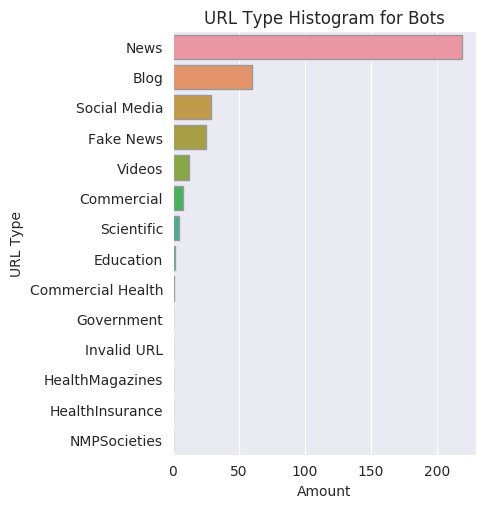 URL Type Histogram for Bots
News
Blog
Social Media
Fake News
Videos
Commercial
Scientific
Education
Commercial Health
Government
Invalid URL
HealthMagazines
HealthInsurance
NMPSocieties
URL Type
0 50 100 150 200
Amount